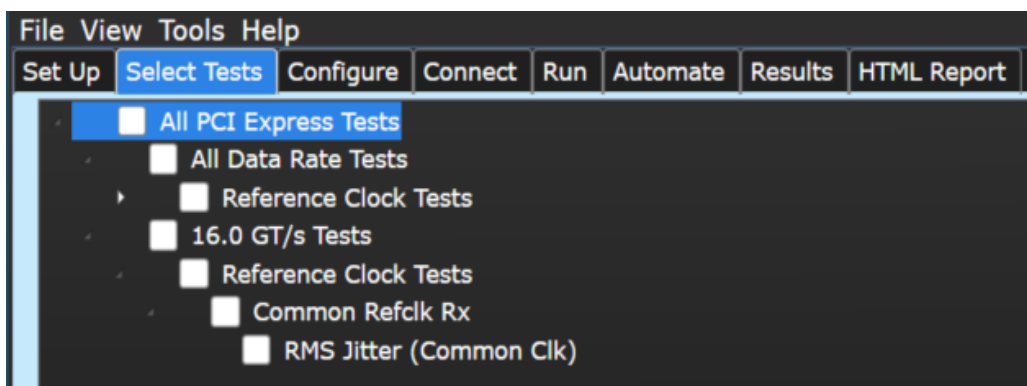 File View Tools Help
Set Up Select Tests Configure Connect Run Automate Results HTML Report
All PCI Express Tests
All Data Rate Tests
Reference Clock Tests
16.0 GT/s Tests
Reference Clock Tests
Common Refclk Rx
RMS Jitter (Common Clk)